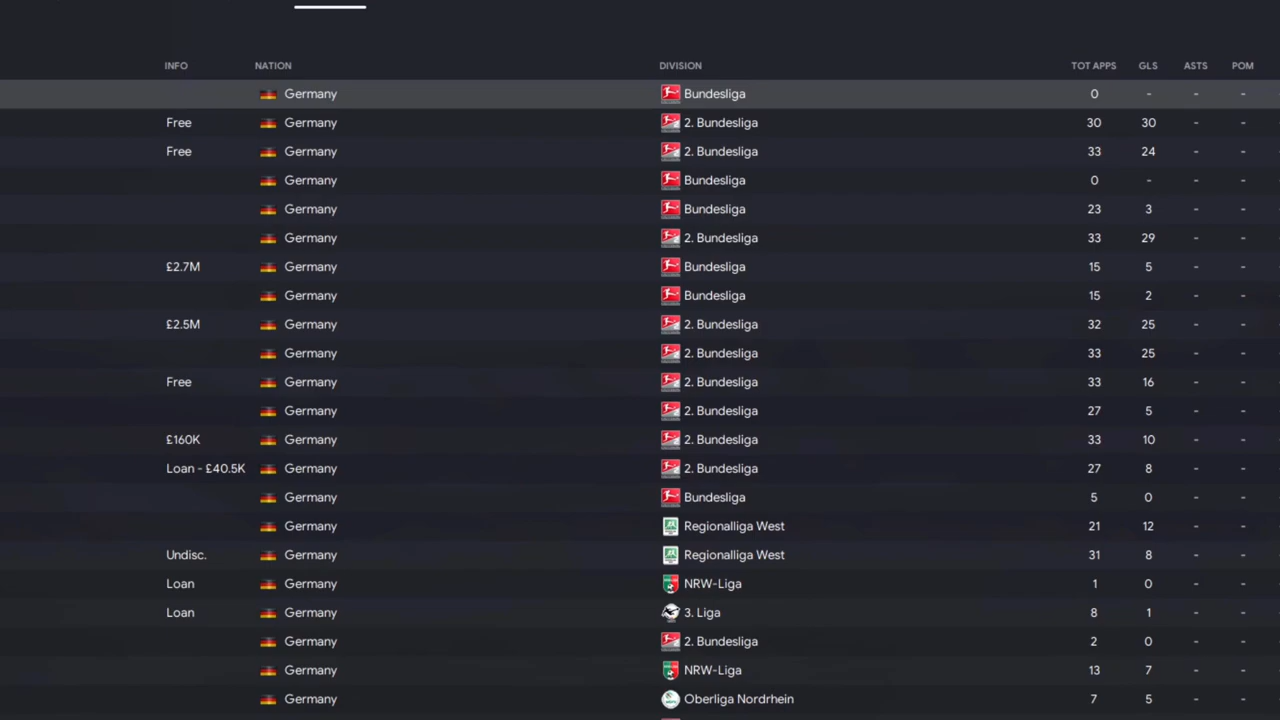 INFO NATION DIVISION TOT APPS GLS ASTS POM
Germany Bundesliga 0 - - -
Free Germany 2. Bundesliga 30 30 - -
Free Germany 2. Bundesliga 33 24 - -
Germany Bundesliga 0 - - -
Germany Bundesliga 23 3 - -
Germany 2. Bundesliga 33 29 - -
£2.7M Germany Bundesliga 15 5 - -
Germany Bundesliga 15 2 - -
£2.5M Germany 2. Bundesliga 32 25 - -
Germany 2. Bundesliga 33 25 - -
Free Germany 2. Bundesliga 33 16 - -
Germany 2. Bundesliga 27 5 - -
£160K Germany 2. Bundesliga 33 10 - -
Loan - £40.5K Germany 2. Bundesliga 27 8 - -
Germany Bundesliga 5 0 - -
Germany Regionalliga West 21 12 - -
Undisc. Germany Regionalliga West 31 8 - -
Loan Germany NRW-Liga 1 0 - -
Loan Germany 3. Liga 8 1 - -
Germany 2. Bundesliga 2 0 - -
Germany NRW-Liga 13 7 - -
Germany Oberliga Nordrhein 7 5 - -